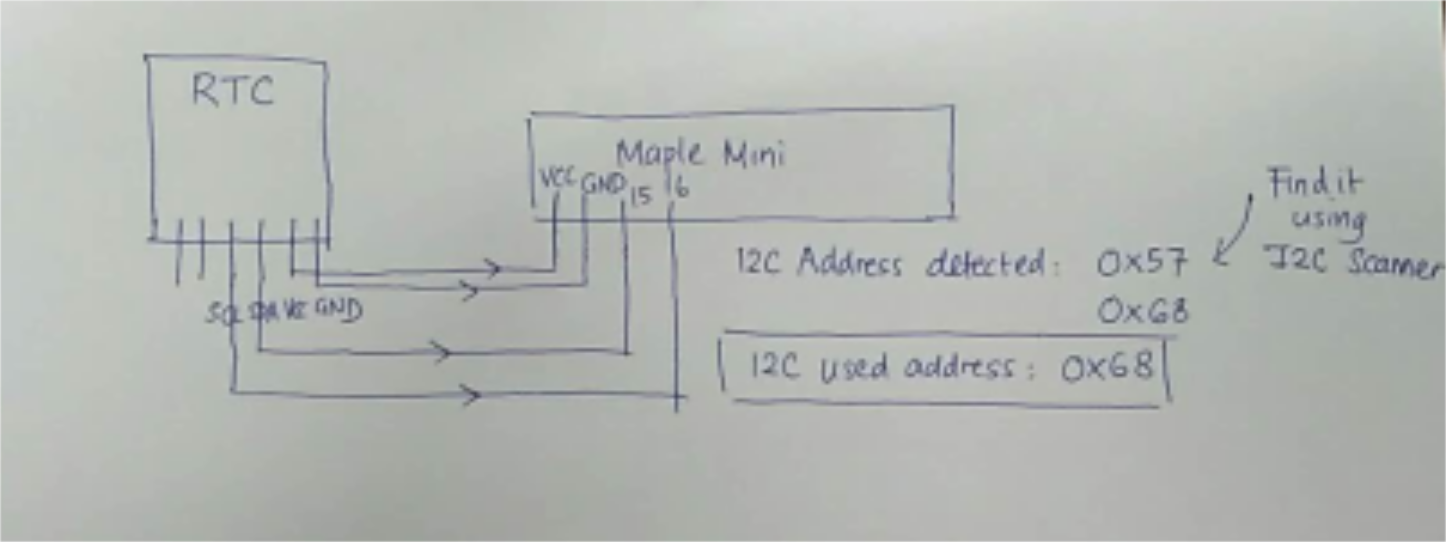 RTC
Maple Mini
VCC GND 15 16
SCL SDA VCC GND
I2C Address detected: 0x57
0x68
Find it
using
I2C Scanner
I2C used address: 0x68